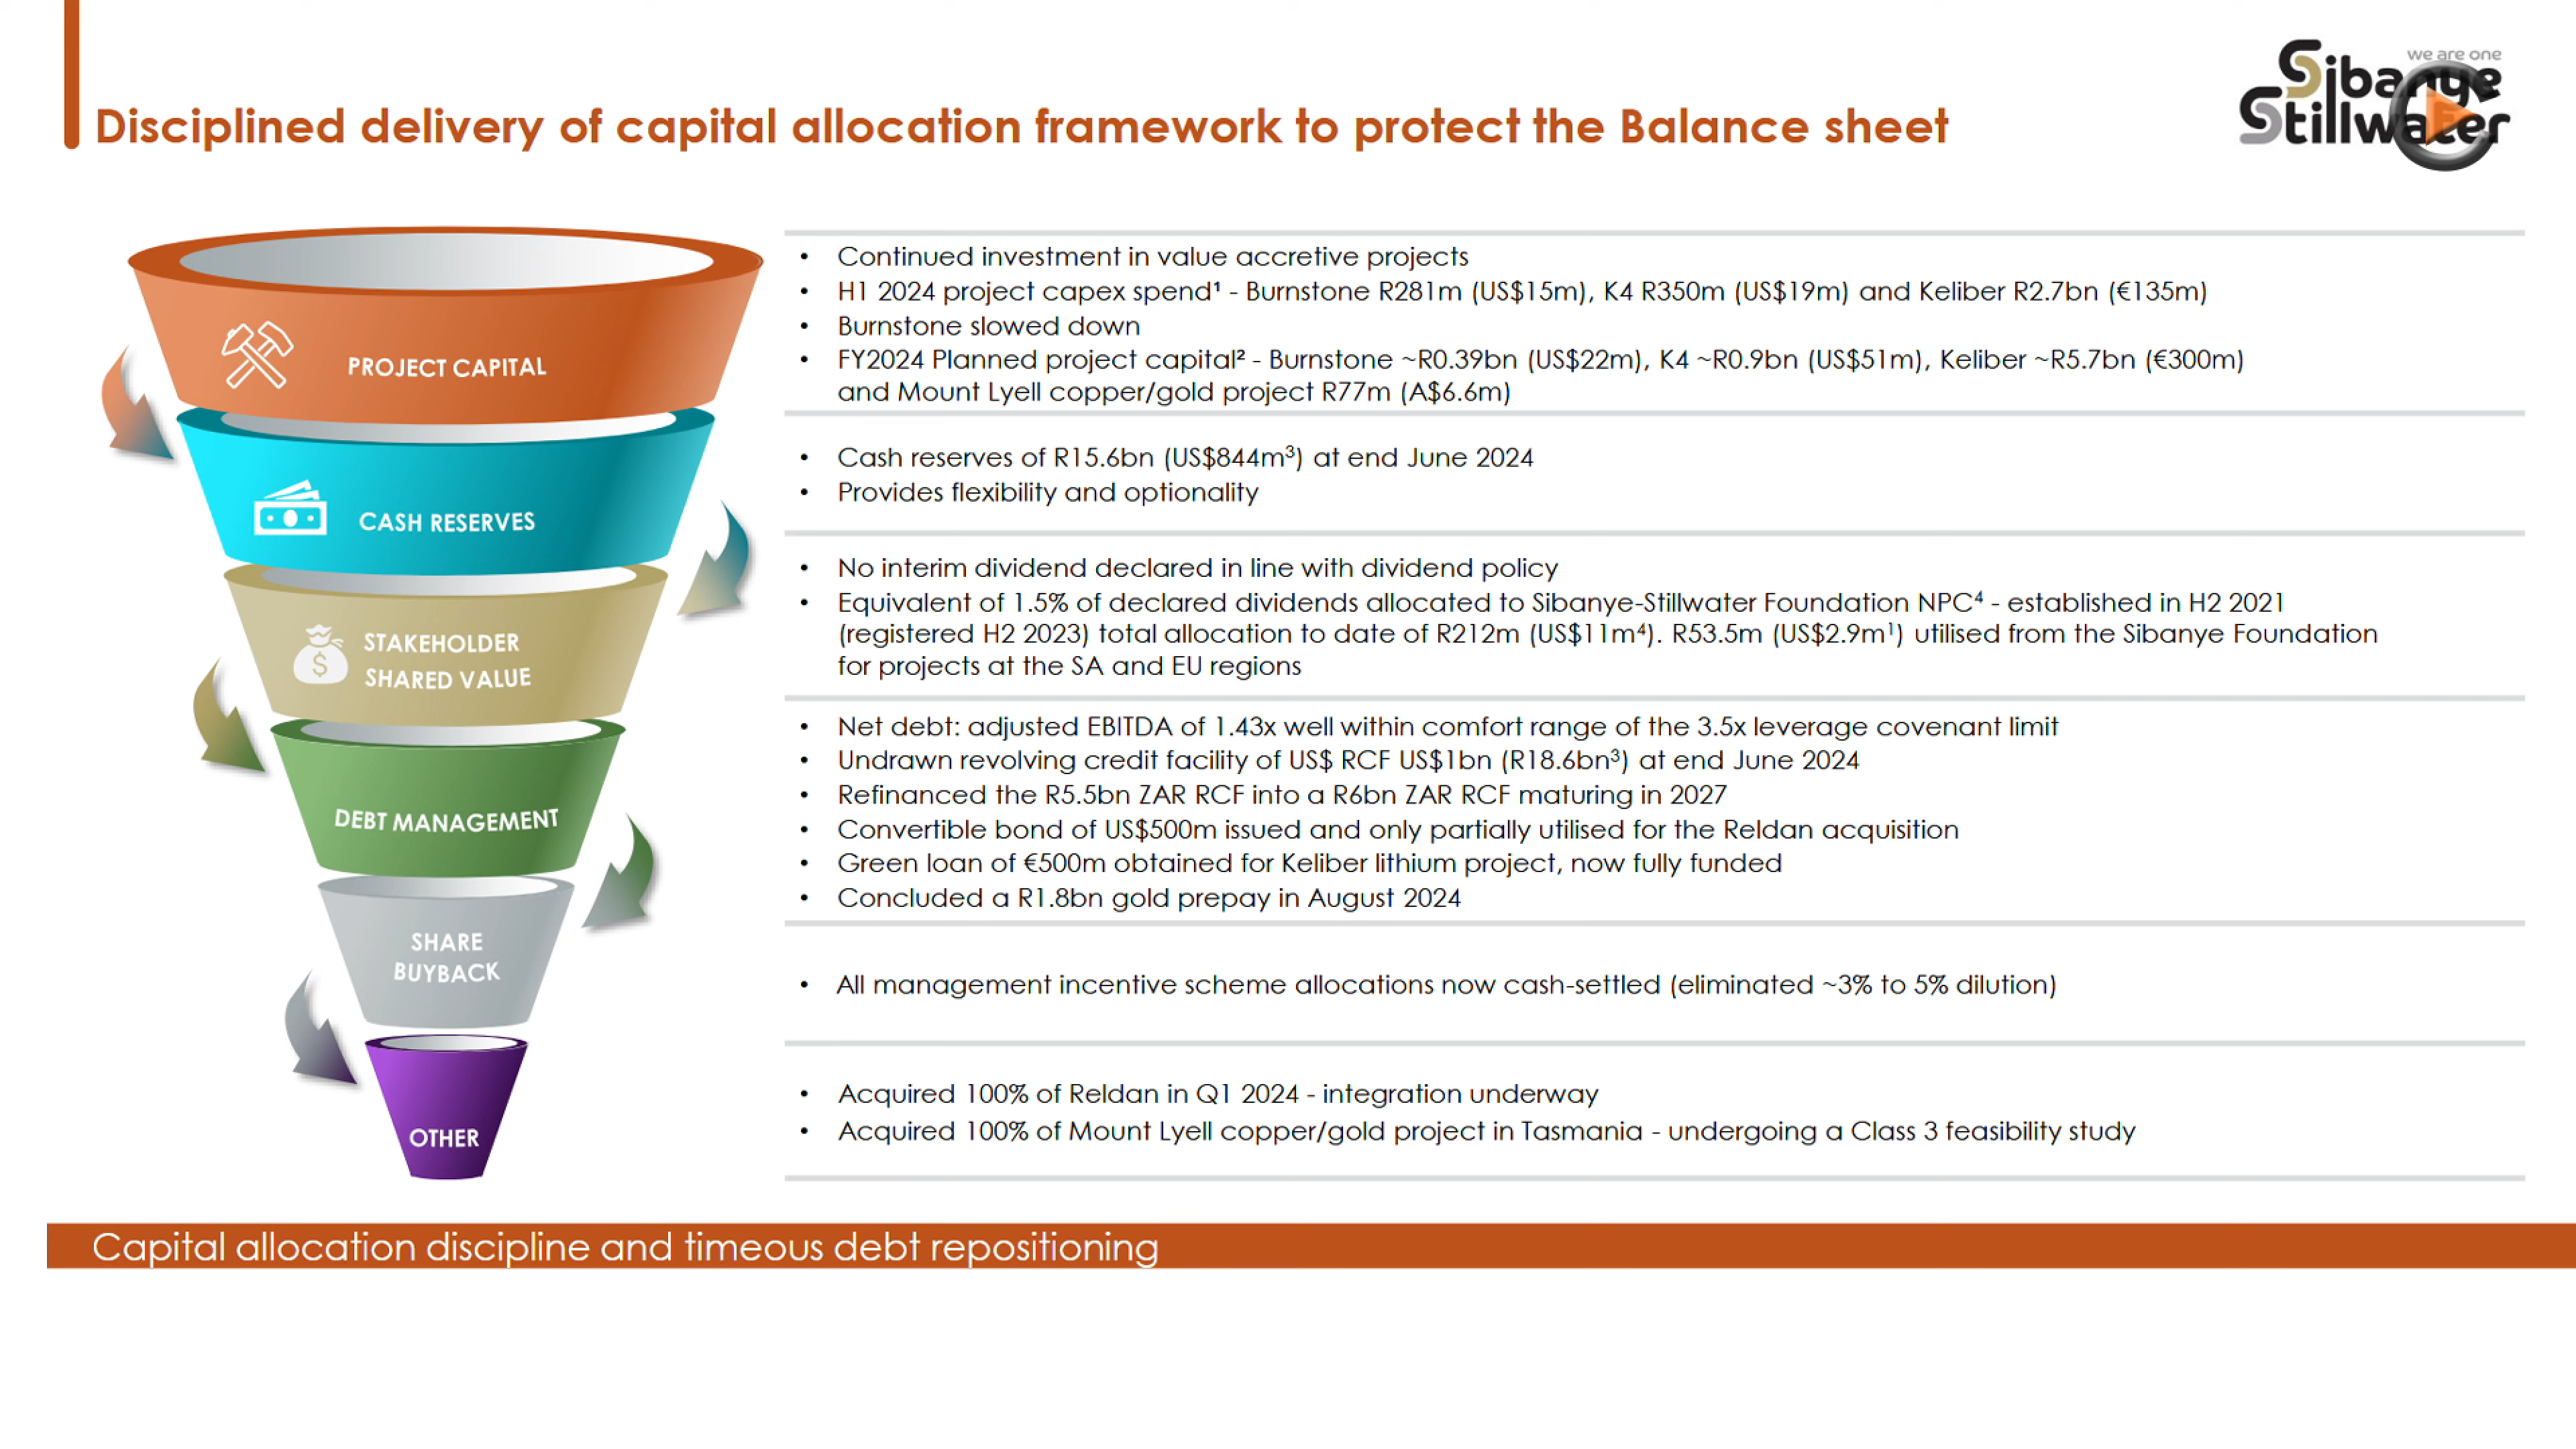 we are one
Sibanye
Stillwater
Disciplined delivery of capital allocation framework to protect the Balance sheet
PROJECT CAPITAL
• Continued investment in value accretive projects
• H1 2024 project capex spend¹ - Burnstone R281m (US$15m), K4 R350m (US$19m) and Keliber R2.7bn (€135m)
• Burnstone slowed down
• FY2024 Planned project capital² - Burnstone ~R0.39bn (US$22m), K4 ~R0.9bn (US$51m), Keliber ~R5.7bn (€300m)
and Mount Lyell copper/gold project R77m (A$6.6m)
CASH RESERVES
• Cash reserves of R15.6bn (US$844m³) at end June 2024
• Provides flexibility and optionality
STAKEHOLDER
SHARED VALUE
• No interim dividend declared in line with dividend policy
• Equivalent of 1.5% of declared dividends allocated to Sibanye-Stillwater Foundation NPC⁴ - established in H2 2021
(registered H2 2023) total allocation to date of R212m (US$11m⁴). R53.5m (US$2.9m¹) utilised from the Sibanye Foundation
for projects at the SA and EU regions
DEBT MANAGEMENT
• Net debt: adjusted EBITDA of 1.43x well within comfort range of the 3.5x leverage covenant limit
• Undrawn revolving credit facility of US$ RCF US$1bn (R18.6bn³) at end June 2024
• Refinanced the R5.5bn ZAR RCF into a R6bn ZAR RCF maturing in 2027
• Convertible bond of US$500m issued and only partially utilised for the Reldan acquisition
• Green loan of €500m obtained for Keliber lithium project, now fully funded
• Concluded a R1.8bn gold prepay in August 2024
SHARE
BUYBACK
• All management incentive scheme allocations now cash-settled (eliminated ~3% to 5% dilution)
OTHER
• Acquired 100% of Reldan in Q1 2024 - integration underway
• Acquired 100% of Mount Lyell copper/gold project in Tasmania - undergoing a Class 3 feasibility study
Capital allocation discipline and timeous debt repositioning